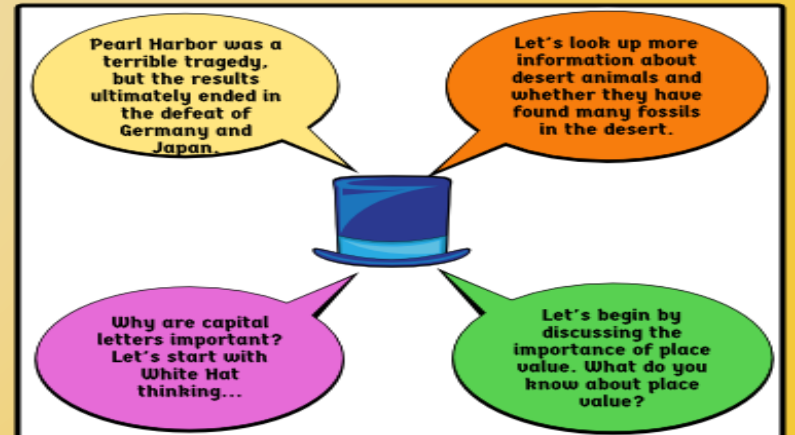 Pearl Harbor was a
terrible tragedy,
but the results
ultimately ended in
the defeat of
Germany and
Japan.
Let's look up more
information about
desert animals and
whether they have
found many fossils
in the desert.
Why are capital
letters important?
Let's start with
White Hat
thinking...
Let's begin by
discussing the
importance of place
value. What do you
know about place
value?